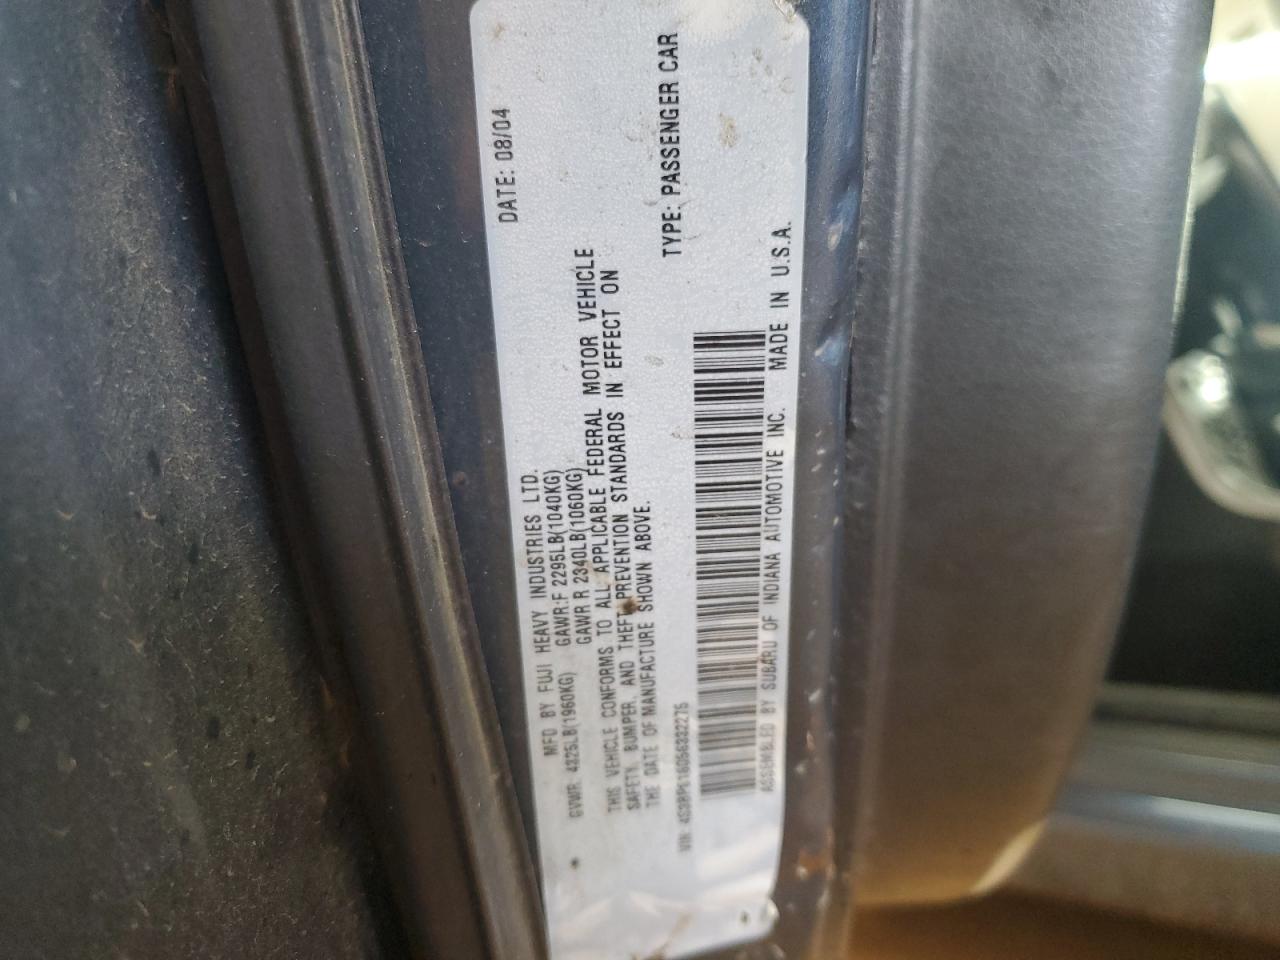 MFD BY FUJI HEAVY INDUSTRIES LTD. DATE: 08/04
GVWR: 4325LB(1960KG) GAWR:F 2295LB(1040KG)
GAWR R 2340LB(1060KG)
THIS VEHICLE CONFORMS TO ALL APPLICABLE FEDERAL MOTOR VEHICLE
SAFETY, BUMPER, AND THEFT PREVENTION STANDARDS IN EFFECT ON
THE DATE OF MANUFACTURE SHOWN ABOVE.
VIN: TYPE: PASSENGER CAR
ASSEMBLED BY SUBARU OF INDIANA AUTOMOTIVE INC. MADE IN U.S.A.